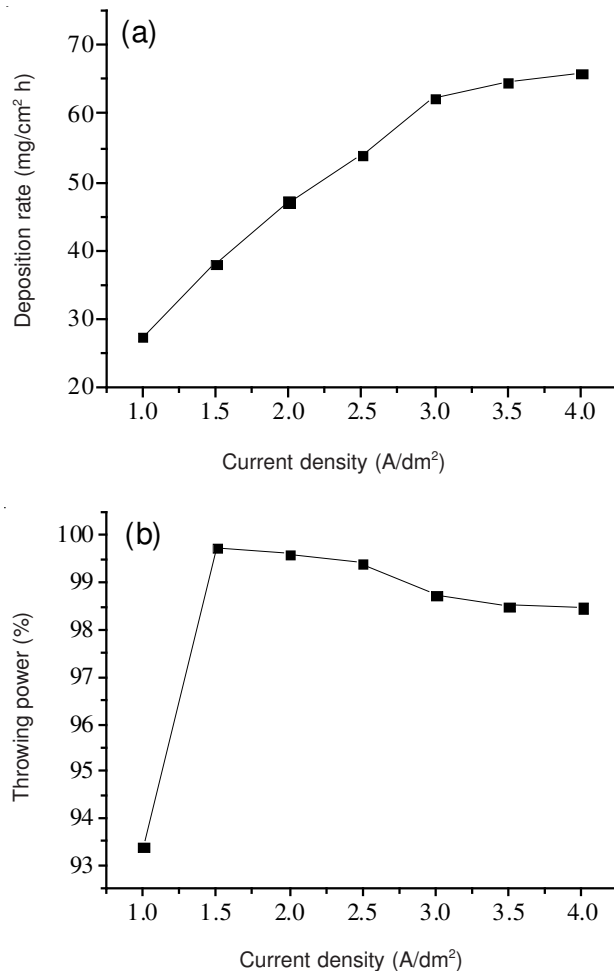 (a)
70
60
50
40
30
20
Deposition rate (mg/cm² h)
1.0 1.5 2.0 2.5 3.0 3.5 4.0
Current density (A/dm²)
(b)
100
99
98
97
96
95
94
93
Throwing power (%)
1.0 1.5 2.0 2.5 3.0 3.5 4.0
Current density (A/dm²)